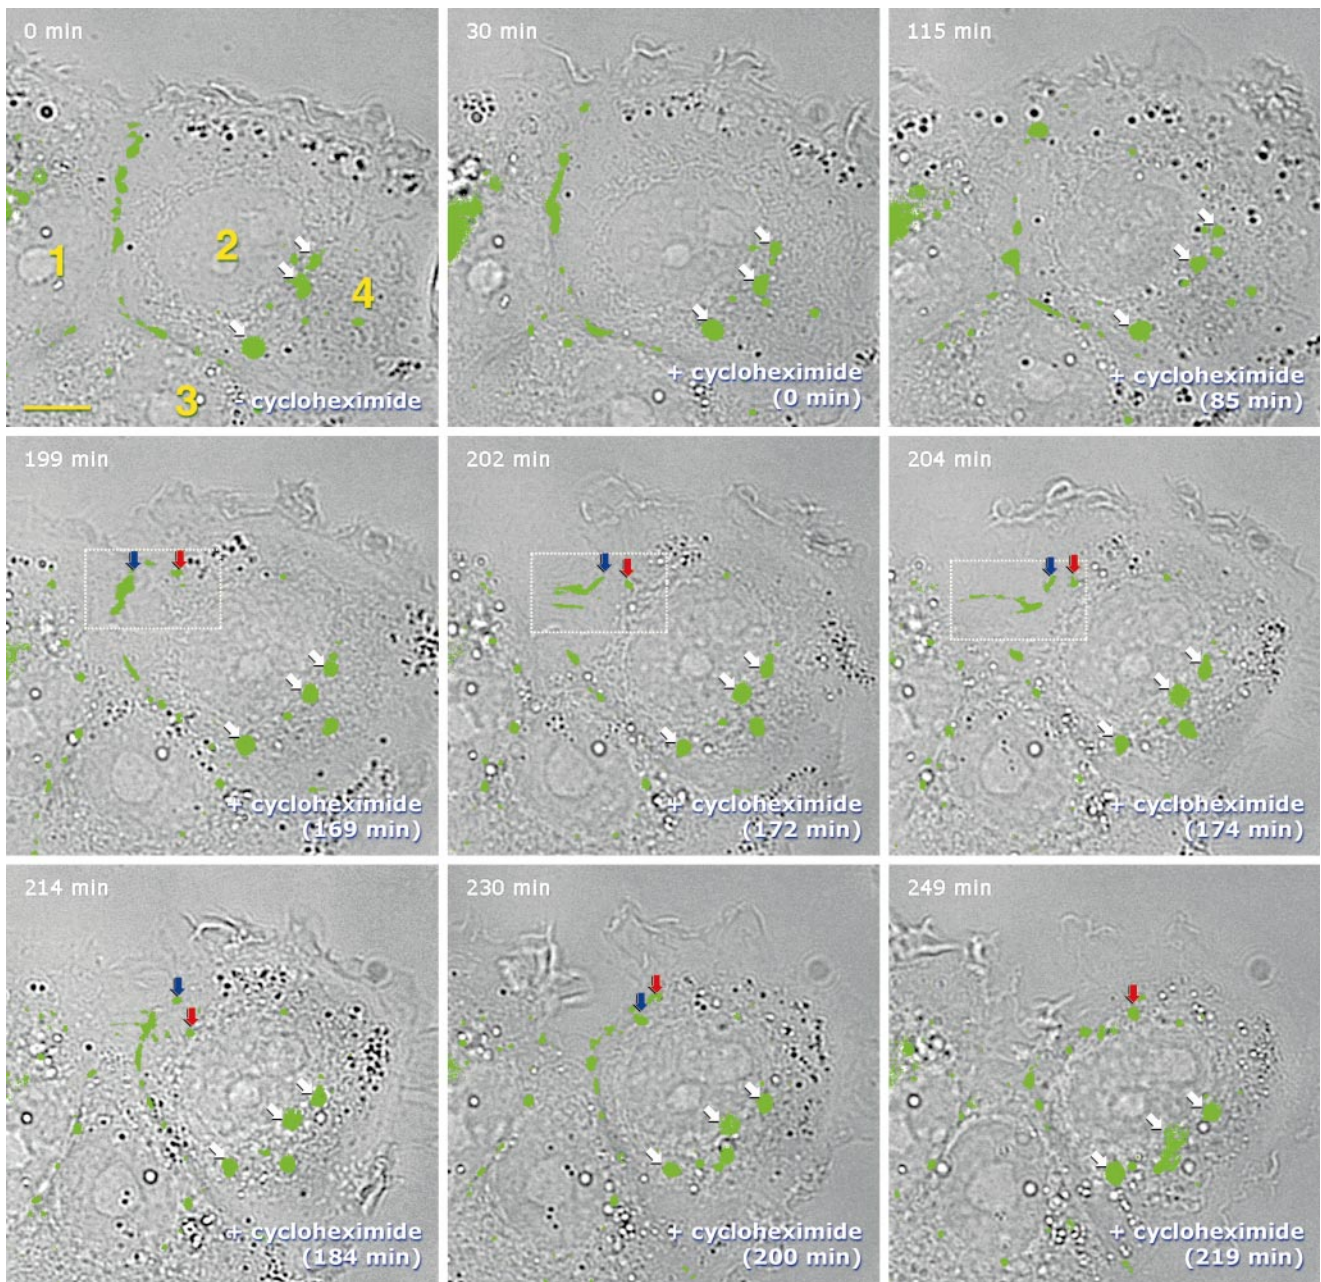 0 min
1
2
4
3
- cycloheximide
30 min
+ cycloheximide
(0 min)
115 min
+ cycloheximide
(85 min)
199 min
+ cycloheximide
(169 min)
202 min
+ cycloheximide
(172 min)
204 min
+ cycloheximide
(174 min)
214 min
+ cycloheximide
(184 min)
230 min
+ cycloheximide
(200 min)
249 min
+ cycloheximide
(219 min)